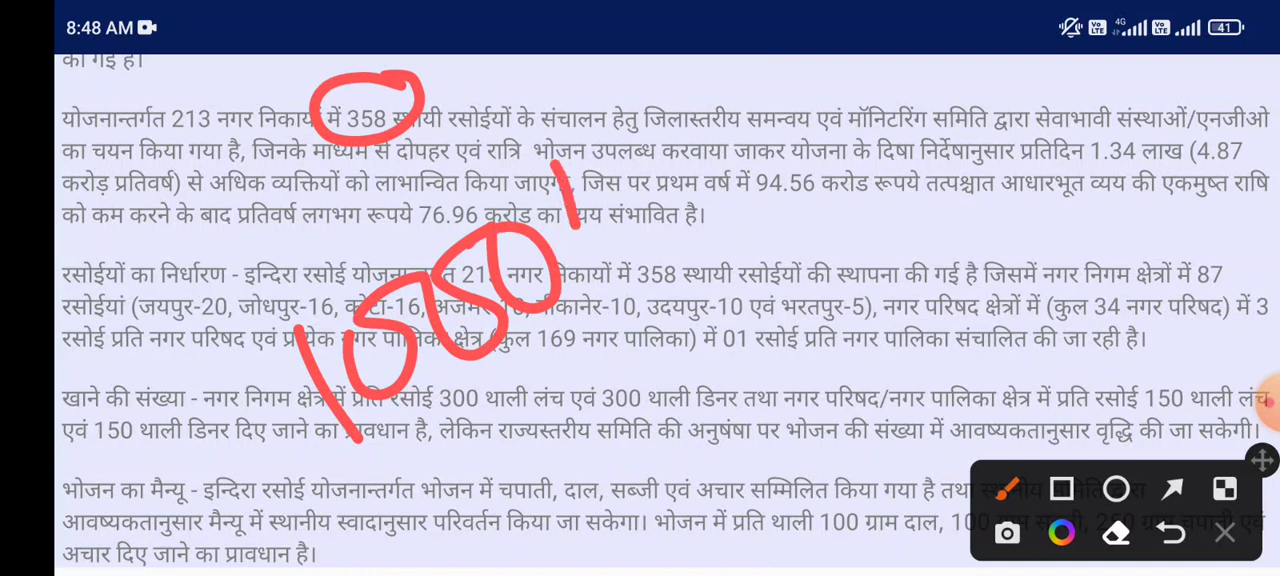 8:48 AM
4G
41
की गई है।
योजनान्तर्गत 213 नगर निकायों में 358 स्थायी रसोईयों के संचालन हेतु जिलास्तरीय समन्वय एवं मॉनिटरिंग समिति द्वारा सेवाभावी संस्थाओं/एनजीओ
का चयन किया गया है, जिनके माध्यम से दोपहर एवं रात्रि भोजन उपलब्ध करवाया जाकर योजना के दिषा निर्देषानुसार प्रतिदिन 1.34 लाख (4.87
करोड़ प्रतिवर्ष) से अधिक व्यक्तियों को लाभान्वित किया जाएगा, जिस पर प्रथम वर्ष में 94.56 करोड रूपये तत्पश्चात आधारभूत व्यय की एकमुष्त राषि
को कम करने के बाद प्रतिवर्ष लगभग रूपये 76.96 करोड का व्यय संभावित है।
रसोईयों का निर्धारण - इन्दिरा रसोई योजनान्तर्गत 213 नगर निकायों में 358 स्थायी रसोईयों की स्थापना की गई है जिसमें नगर निगम क्षेत्रों में 87
रसोईयां (जयपुर-20, जोधपुर-16, कोटा-16, अजमेर-10, बीकानेर-10, उदयपुर-10 एवं भरतपुर-5), नगर परिषद क्षेत्रों में (कुल 34 नगर परिषद) में 3
रसोई प्रति नगर परिषद एवं प्रत्येक नगर पालिका क्षेत्र (कुल 169 नगर पालिका) में 01 रसोई प्रति नगर पालिका संचालित की जा रही है।
खाने की संख्या - नगर निगम क्षेत्र में प्रति रसोई 300 थाली लंच एवं 300 थाली डिनर तथा नगर परिषद/नगर पालिका क्षेत्र में प्रति रसोई 150 थाली लंच
एवं 150 थाली डिनर दिए जाने का प्रावधान है, लेकिन राज्यस्तरीय समिति की अनुषंषा पर भोजन की संख्या में आवष्यकतानुसार वृद्धि की जा सकेगी।
भोजन का मैन्यू - इन्दिरा रसोई योजनान्तर्गत भोजन में चपाती, दाल, सब्जी एवं अचार सम्मिलित किया गया है तथा स्थानीय समिति द्वारा
आवष्यकतानुसार मैन्यू में स्थानीय स्वादानुसार परिवर्तन किया जा सकेगा। भोजन में प्रति थाली 100 ग्राम दाल, 100 ग्राम सब्जी, 250 ग्राम चपाती एवं
अचार दिए जाने का प्रावधान है।